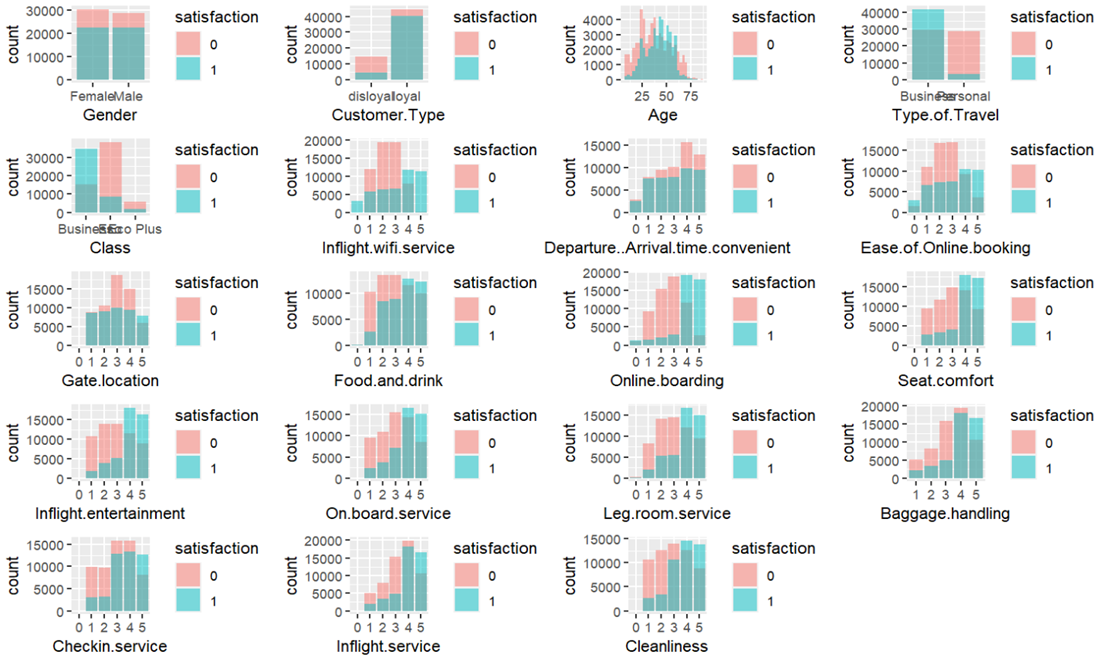 count
30000
20000
10000
0
Female Male
Gender
satisfaction
0
1
count
40000
30000
20000
10000
0
disloyal loyal
Customer.Type
satisfaction
0
1
count
4000
3000
2000
1000
0
25 50 75
Age
satisfaction
0
1
count
40000
30000
20000
10000
0
Business Personal
Type.of.Travel
satisfaction
0
1
count
30000
20000
10000
0
Business Eco Eco Plus
Class
satisfaction
0
1
count
20000
15000
10000
5000
0
0 1 2 3 4 5
Inflight.wifi.service
satisfaction
0
1
count
15000
10000
5000
0
0 1 2 3 4 5
Departure..Arrival.time.convenient
satisfaction
0
1
count
15000
10000
5000
0
0 1 2 3 4 5
Ease.of.Online.booking
satisfaction
0
1
count
15000
10000
5000
0
0 1 2 3 4 5
Gate.location
satisfaction
0
1
count
10000
5000
0
0 1 2 3 4 5
Food.and.drink
satisfaction
0
1
count
20000
15000
10000
5000
0
0 1 2 3 4 5
Online.boarding
satisfaction
0
1
count
15000
10000
5000
0
0 1 2 3 4 5
Seat.comfort
satisfaction
0
1
count
15000
10000
5000
0
0 1 2 3 4 5
Inflight.entertainment
satisfaction
0
1
count
15000
10000
5000
0
0 1 2 3 4 5
On.board.service
satisfaction
0
1
count
15000
10000
5000
0
0 1 2 3 4 5
Leg.room.service
satisfaction
0
1
count
20000
15000
10000
5000
0
1 2 3 4 5
Baggage.handling
satisfaction
0
1
count
15000
10000
5000
0
0 1 2 3 4 5
Checkin.service
satisfaction
0
1
count
20000
15000
10000
5000
0
0 1 2 3 4 5
Inflight.service
satisfaction
0
1
count
15000
10000
5000
0
0 1 2 3 4 5
Cleanliness
satisfaction
0
1